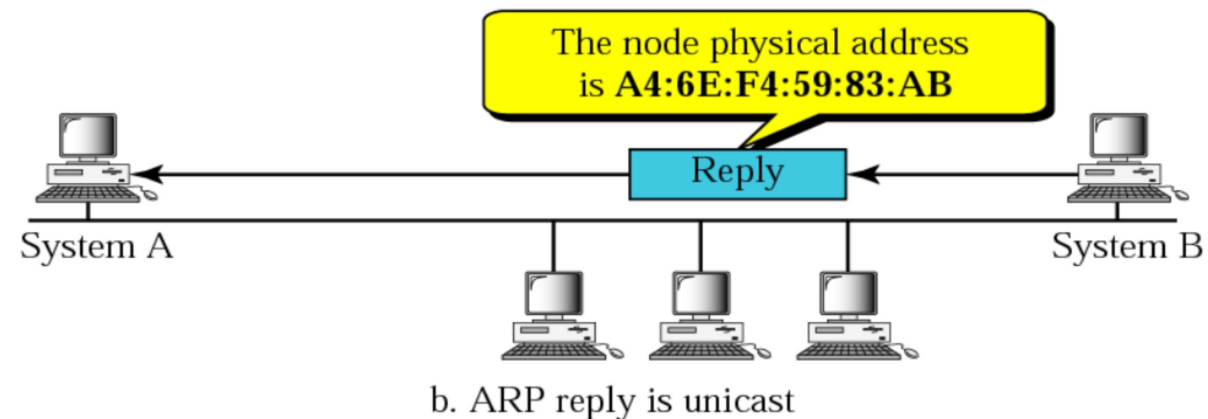 The node physical address
is A4:6E:F4:59:83:AB
Reply
System A
System B
b. ARP reply is unicast